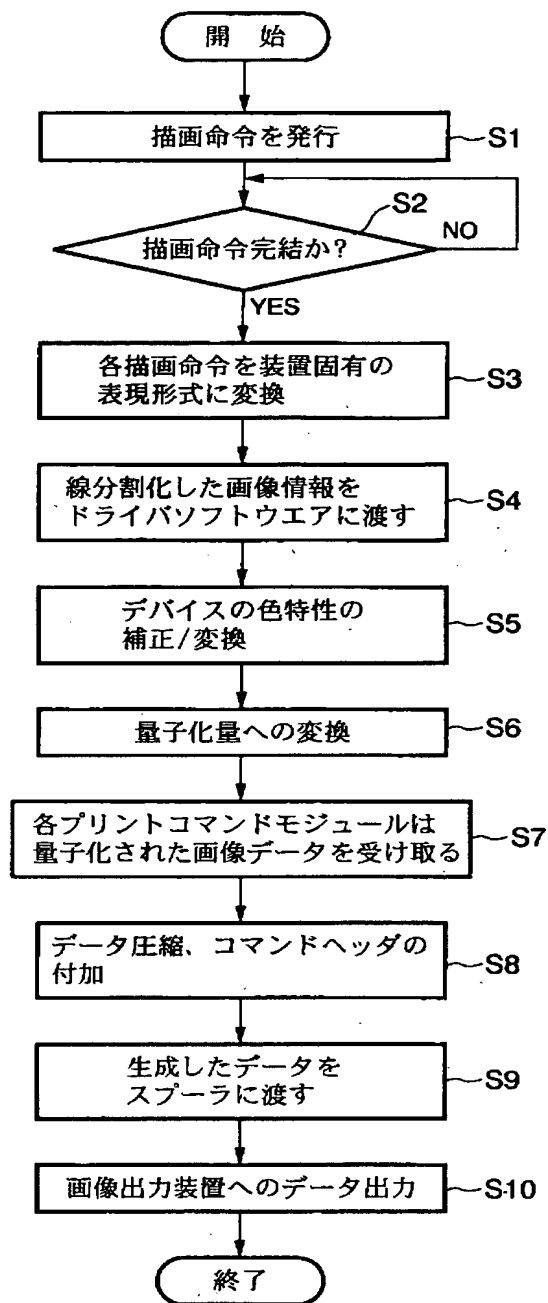 開 始
描画命令を発行
S1
S2
描画命令完結か?
NO
YES
各描画命令を装置固有の
表現形式に変換
S3
線分割化した画像情報を
ドライバソフトウエアに渡す
S4
デバイスの色特性の
補正/変換
S5
量子化量への変換
S6
各プリントコマンドモジュールは
量子化された画像データを受け取る
S7
データ圧縮、コマンドヘッダの
付加
S8
生成したデータを
スプーラに渡す
S9
画像出力装置へのデータ出力
S10
終了